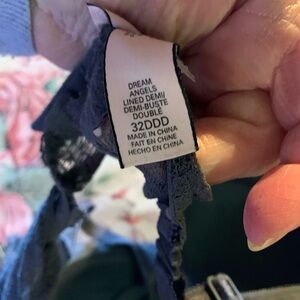 DREAM
ANGELS
LINED DEMI/
DEMI-BUSTE
DOUBLÉ
32DDD
MADE IN CHINA
FAIT EN CHINE
HECHO EN CHINA